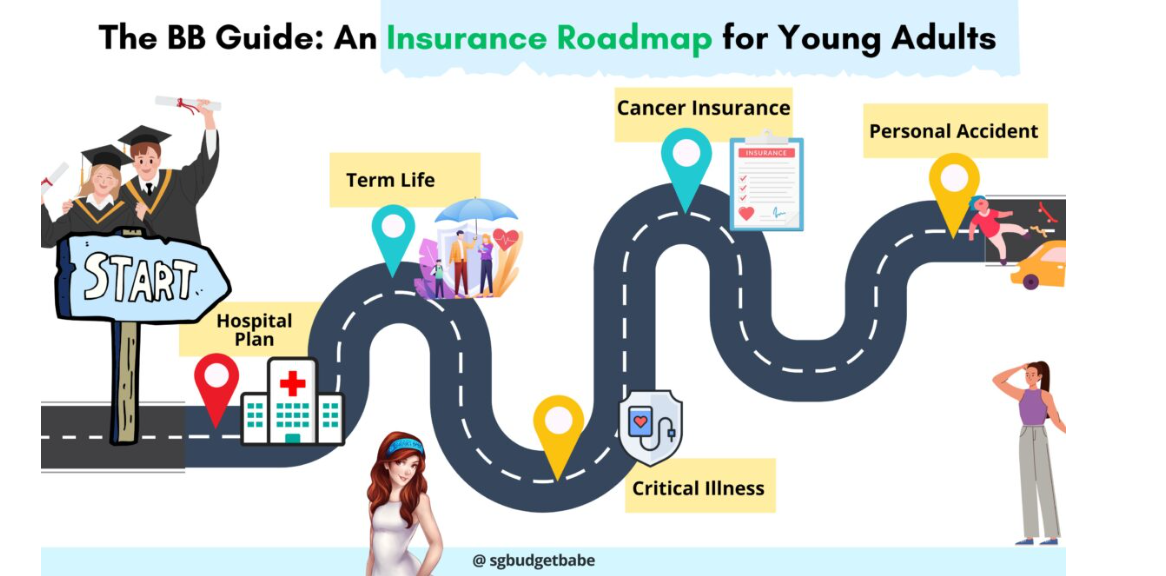 The BB Guide: An Insurance Roadmap for Young Adults
Cancer Insurance
Personal Accident
INSURANCE
Term Life
START
Hospital
Plan
Critical Illness
@ sgbudgetbabe